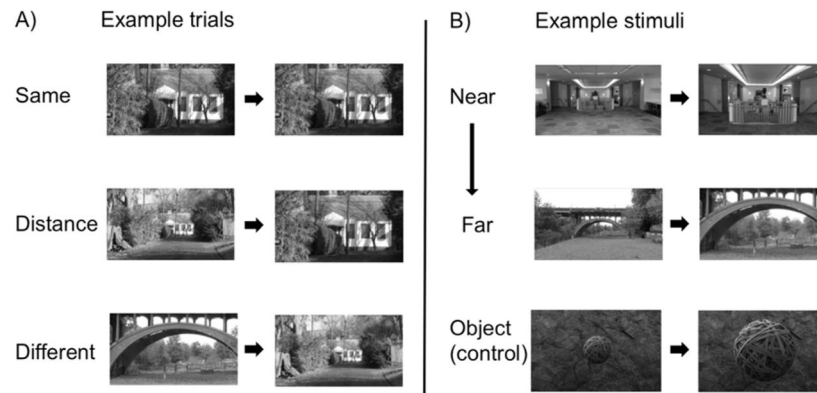 A) Example trials
Same
Distance
Different
B) Example stimuli
Near
Far
Object
(control)